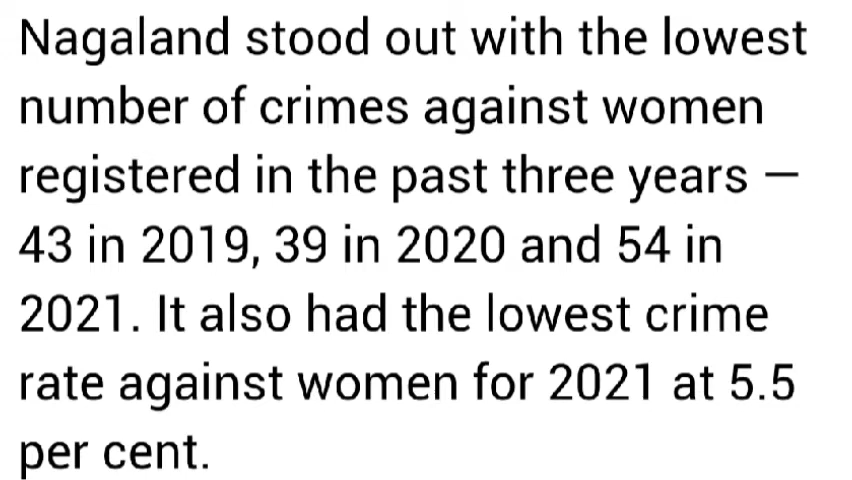 Nagaland stood out with the lowest
number of crimes against women
registered in the past three years —
43 in 2019, 39 in 2020 and 54 in
2021. It also had the lowest crime
rate against women for 2021 at 5.5
per cent.